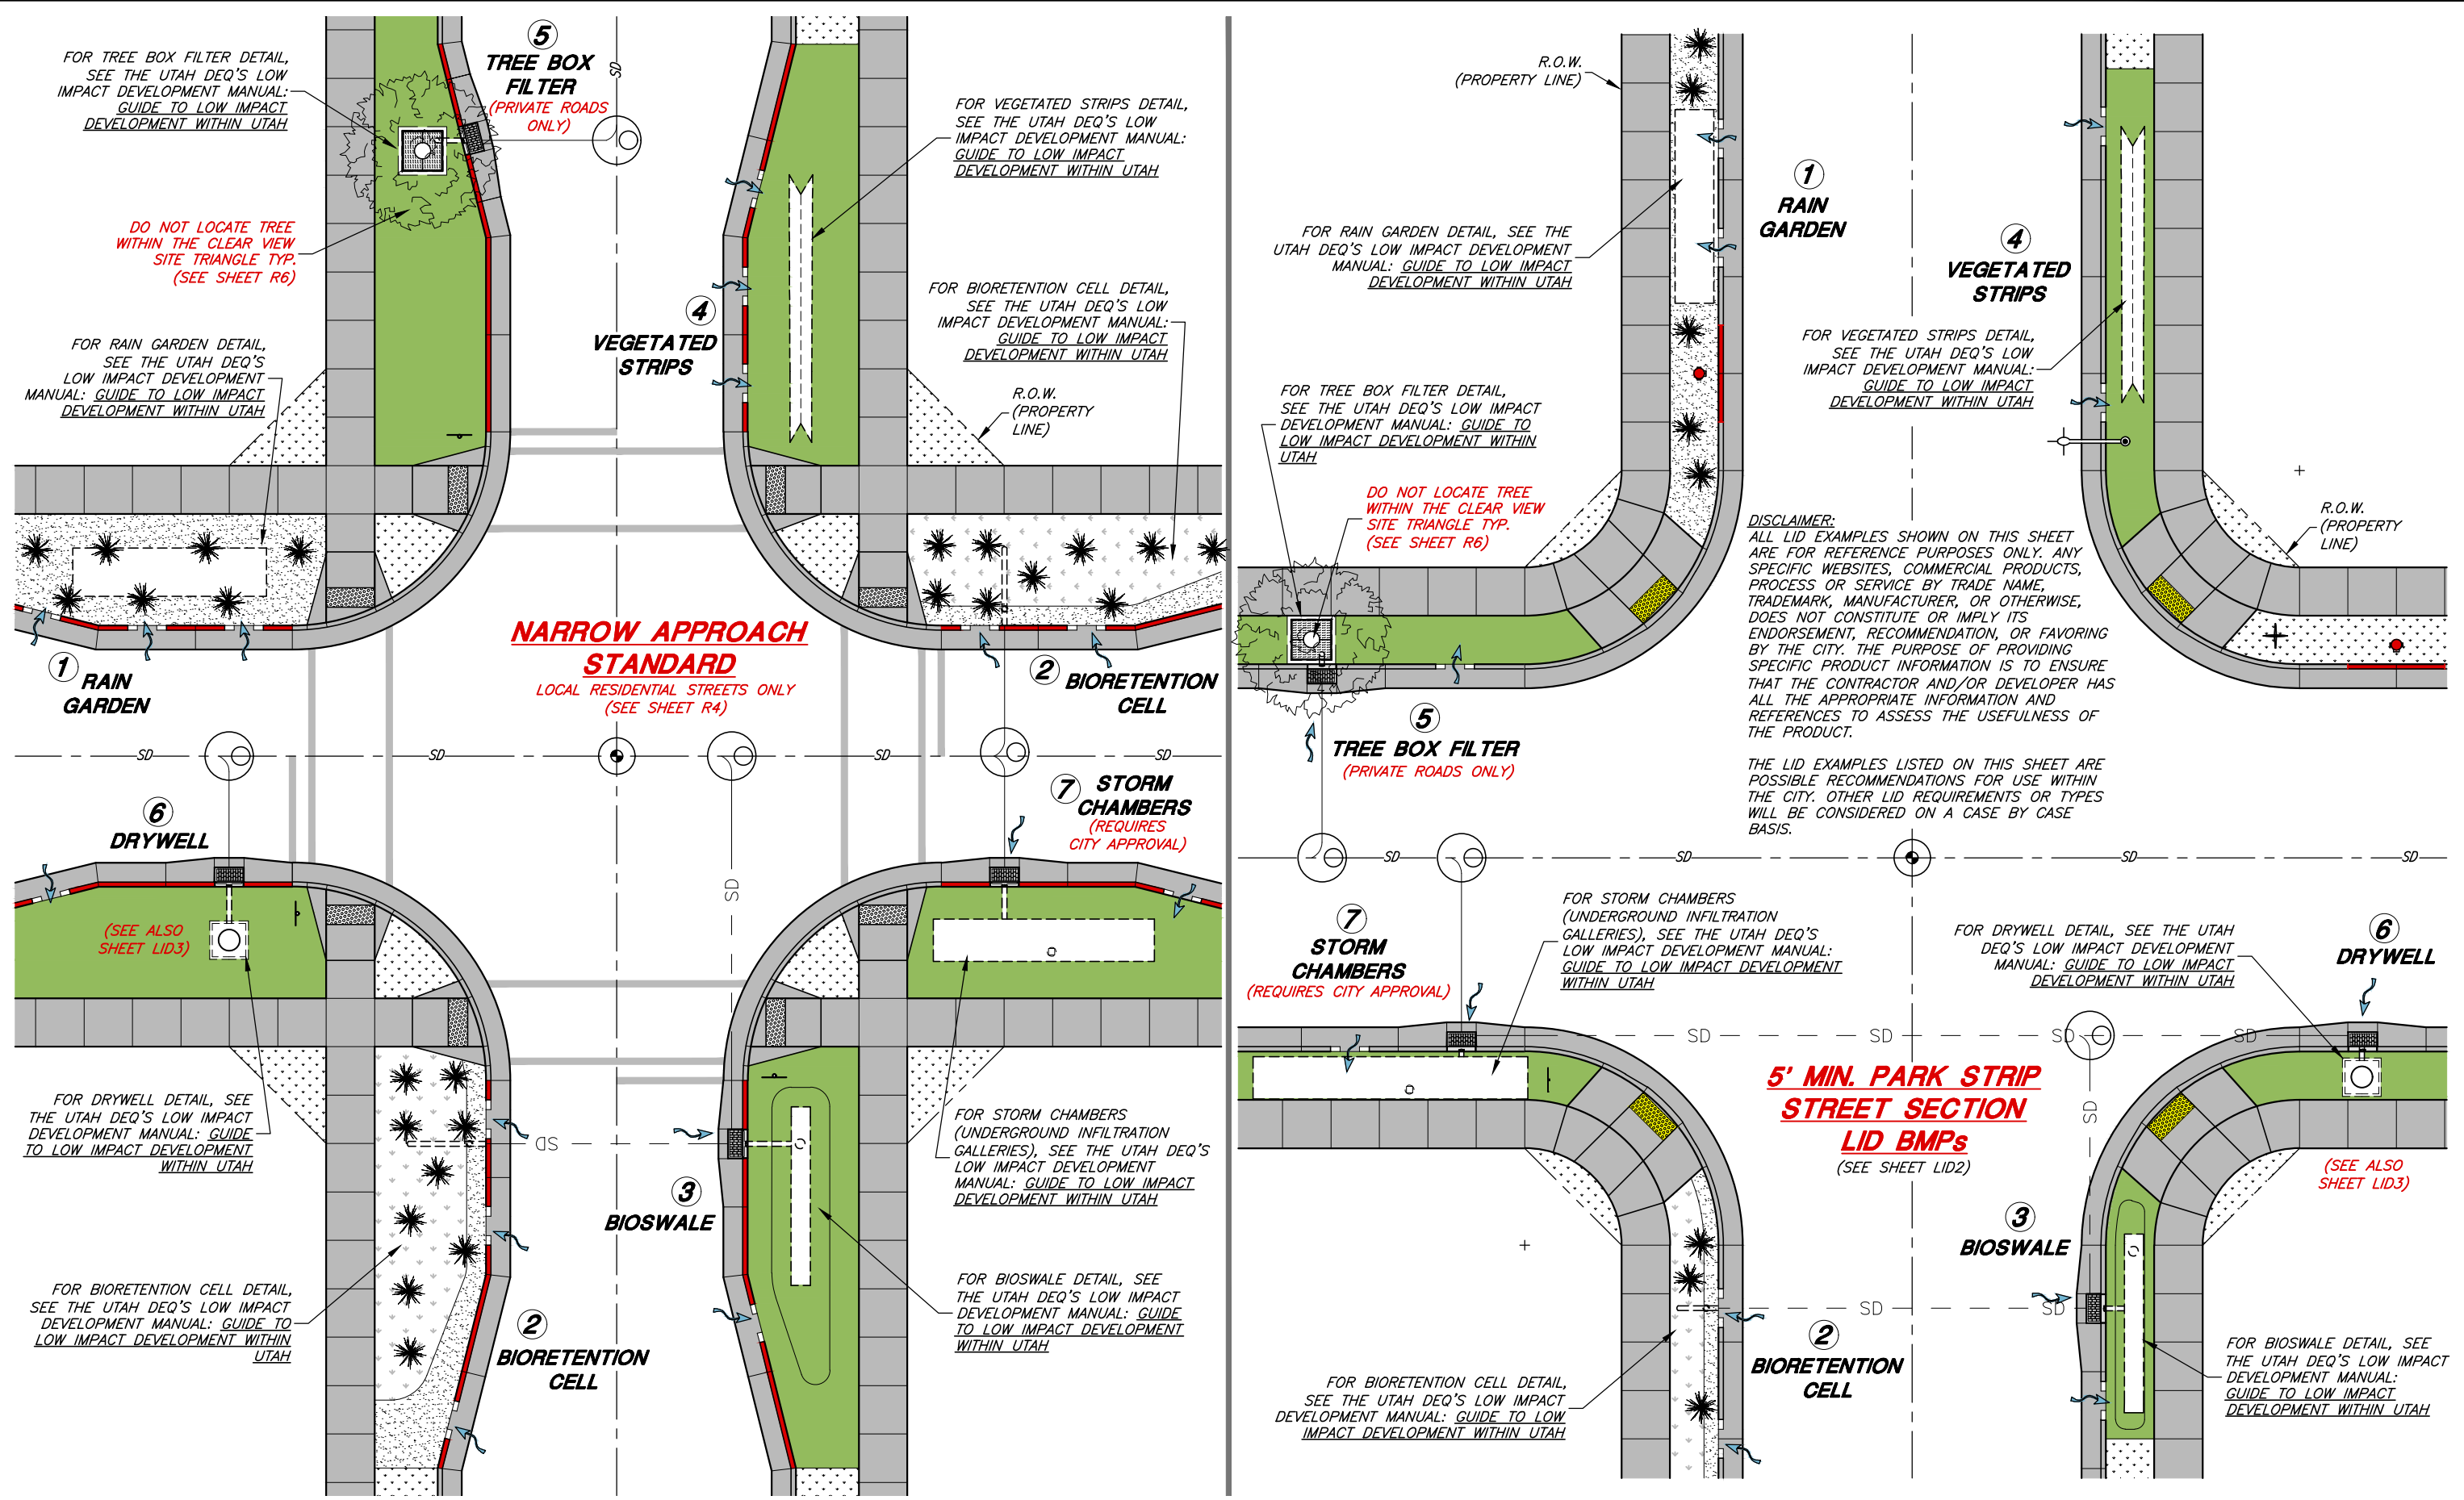 FOR TREE BOX FILTER DETAIL,
SEE THE UTAH DEQ'S LOW
IMPACT DEVELOPMENT MANUAL:
GUIDE TO LOW IMPACT
DEVELOPMENT WITHIN UTAH
5
TREE BOX
FILTER
(PRIVATE ROADS
ONLY)
SD
FOR VEGETATED STRIPS DETAIL,
SEE THE UTAH DEQ'S LOW
IMPACT DEVELOPMENT MANUAL:
GUIDE TO LOW IMPACT
DEVELOPMENT WITHIN UTAH
DO NOT LOCATE TREE
WITHIN THE CLEAR VIEW
SITE TRIANGLE TYP.
(SEE SHEET R6)
FOR BIORETENTION CELL DETAIL,
SEE THE UTAH DEQ'S LOW
IMPACT DEVELOPMENT MANUAL:
GUIDE TO LOW IMPACT
DEVELOPMENT WITHIN UTAH
4
VEGETATED
STRIPS
FOR RAIN GARDEN DETAIL,
SEE THE UTAH DEQ'S
LOW IMPACT DEVELOPMENT
MANUAL: GUIDE TO LOW IMPACT
DEVELOPMENT WITHIN UTAH
R.O.W.
(PROPERTY
LINE)
NARROW APPROACH
STANDARD
LOCAL RESIDENTIAL STREETS ONLY
(SEE SHEET R4)
1
RAIN
GARDEN
2
BIORETENTION
CELL
SD
SD
SD
SD
6
DRYWELL
7
STORM
CHAMBERS
(REQUIRES
CITY APPROVAL)
SD
(SEE ALSO
SHEET LID3)
FOR DRYWELL DETAIL, SEE
THE UTAH DEQ'S LOW IMPACT
DEVELOPMENT MANUAL: GUIDE
TO LOW IMPACT DEVELOPMENT
WITHIN UTAH
SD
FOR STORM CHAMBERS
(UNDERGROUND INFILTRATION
GALLERIES), SEE THE UTAH DEQ'S
LOW IMPACT DEVELOPMENT
MANUAL: GUIDE TO LOW IMPACT
DEVELOPMENT WITHIN UTAH
3
BIOSWALE
FOR BIORETENTION CELL DETAIL,
SEE THE UTAH DEQ'S LOW IMPACT
DEVELOPMENT MANUAL: GUIDE TO
LOW IMPACT DEVELOPMENT WITHIN
UTAH
2
BIORETENTION
CELL
FOR BIOSWALE DETAIL, SEE
THE UTAH DEQ'S LOW IMPACT
DEVELOPMENT MANUAL: GUIDE
TO LOW IMPACT DEVELOPMENT
WITHIN UTAH
R.O.W.
(PROPERTY LINE)
1
RAIN
GARDEN
FOR RAIN GARDEN DETAIL, SEE THE
UTAH DEQ'S LOW IMPACT DEVELOPMENT
MANUAL: GUIDE TO LOW IMPACT
DEVELOPMENT WITHIN UTAH
4
VEGETATED
STRIPS
FOR VEGETATED STRIPS DETAIL,
SEE THE UTAH DEQ'S LOW
IMPACT DEVELOPMENT MANUAL:
GUIDE TO LOW IMPACT
DEVELOPMENT WITHIN UTAH
FOR TREE BOX FILTER DETAIL,
SEE THE UTAH DEQ'S LOW IMPACT
DEVELOPMENT MANUAL: GUIDE TO
LOW IMPACT DEVELOPMENT WITHIN
UTAH
DO NOT LOCATE TREE
WITHIN THE CLEAR VIEW
SITE TRIANGLE TYP.
(SEE SHEET R6)
R.O.W.
(PROPERTY
LINE)
DISCLAIMER:
ALL LID EXAMPLES SHOWN ON THIS SHEET
ARE FOR REFERENCE PURPOSES ONLY. ANY
SPECIFIC WEBSITES, COMMERCIAL PRODUCTS,
PROCESS OR SERVICE BY TRADE NAME,
TRADEMARK, MANUFACTURER, OR OTHERWISE,
DOES NOT CONSTITUTE OR IMPLY ITS
ENDORSEMENT, RECOMMENDATION, OR FAVORING
BY THE CITY. THE PURPOSE OF PROVIDING
SPECIFIC PRODUCT INFORMATION IS TO ENSURE
THAT THE CONTRACTOR AND/OR DEVELOPER HAS
ALL THE APPROPRIATE INFORMATION AND
REFERENCES TO ASSESS THE USEFULNESS OF
THE PRODUCT.
THE LID EXAMPLES LISTED ON THIS SHEET ARE
POSSIBLE RECOMMENDATIONS FOR USE WITHIN
THE CITY. OTHER LID REQUIREMENTS OR TYPES
WILL BE CONSIDERED ON A CASE BY CASE
BASIS.
5
TREE BOX FILTER
(PRIVATE ROADS ONLY)
SD
SD
SD
SD
7
STORM
CHAMBERS
(REQUIRES CITY APPROVAL)
FOR STORM CHAMBERS
(UNDERGROUND INFILTRATION
GALLERIES), SEE THE UTAH DEQ'S
LOW IMPACT DEVELOPMENT MANUAL:
GUIDE TO LOW IMPACT DEVELOPMENT
WITHIN UTAH
FOR DRYWELL DETAIL, SEE THE UTAH
DEQ'S LOW IMPACT DEVELOPMENT
MANUAL: GUIDE TO LOW IMPACT
DEVELOPMENT WITHIN UTAH
6
DRYWELL
SD
SD
SD
SD
5' MIN. PARK STRIP
STREET SECTION
LID BMPs
(SEE SHEET LID2)
SD
(SEE ALSO
SHEET LID3)
3
BIOSWALE
SD
SD
2
BIORETENTION
CELL
FOR BIORETENTION CELL DETAIL,
SEE THE UTAH DEQ'S LOW IMPACT
DEVELOPMENT MANUAL: GUIDE TO LOW
IMPACT DEVELOPMENT WITHIN UTAH
FOR BIOSWALE DETAIL, SEE
THE UTAH DEQ'S LOW IMPACT
DEVELOPMENT MANUAL:
GUIDE TO LOW IMPACT
DEVELOPMENT WITHIN UTAH